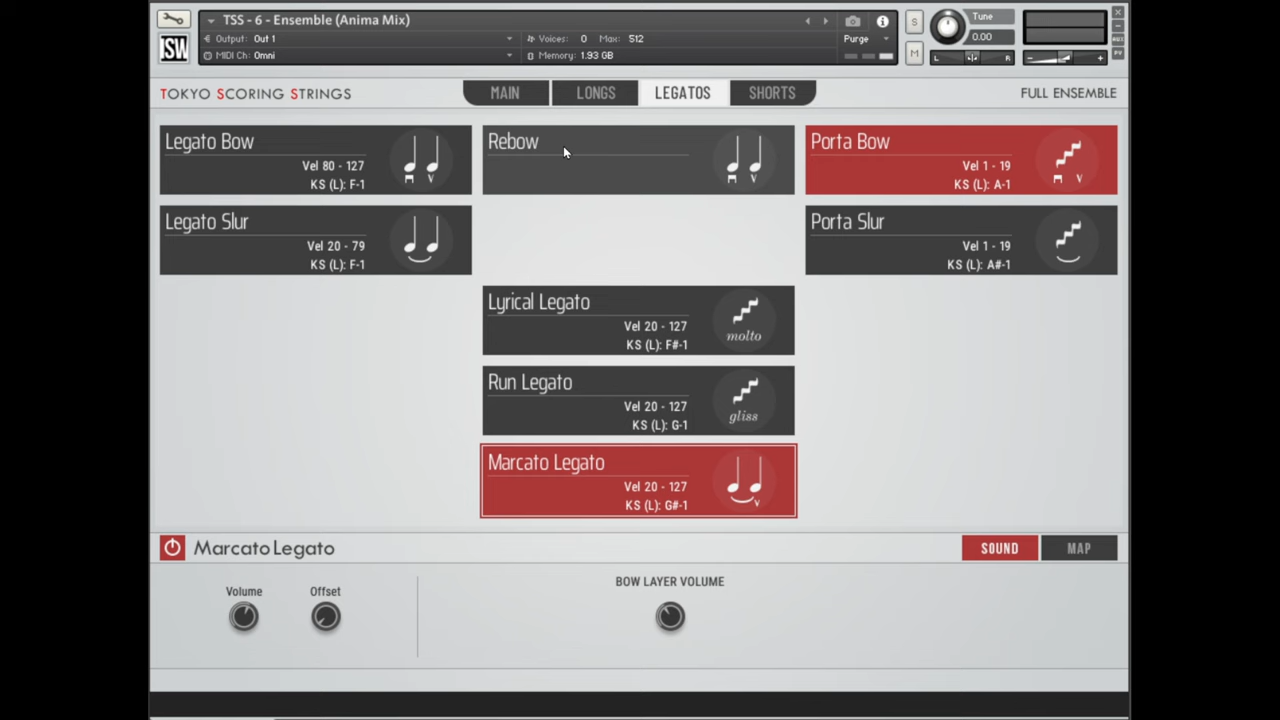 TSS - 6 - Ensemble (Anima Mix)
Output: Out 1
Voices: 0 Max: 512
Purge
MIDI Ch: Omni
Memory: 1.93 GB
ISW
S
M
Tune
0.00
L
R
TOKYO SCORING STRINGS
MAIN
LONGS
LEGATOS
SHORTS
FULL ENSEMBLE
Legato Bow
Vel 80 - 127
KS (L): F-1
Rebow
Porta Bow
Vel 1 - 19
KS (L): A-1
Legato Slur
Vel 20 - 79
KS (L): F-1
Porta Slur
Vel 1 - 19
KS (L): A#-1
Lyrical Legato
Vel 20 - 127
KS (L): F#-1
molto
Run Legato
Vel 20 - 127
KS (L): G-1
gliss
Marcato Legato
Vel 20 - 127
KS (L): G#-1
Marcato Legato
SOUND
MAP
Volume
Offset
BOW LAYER VOLUME